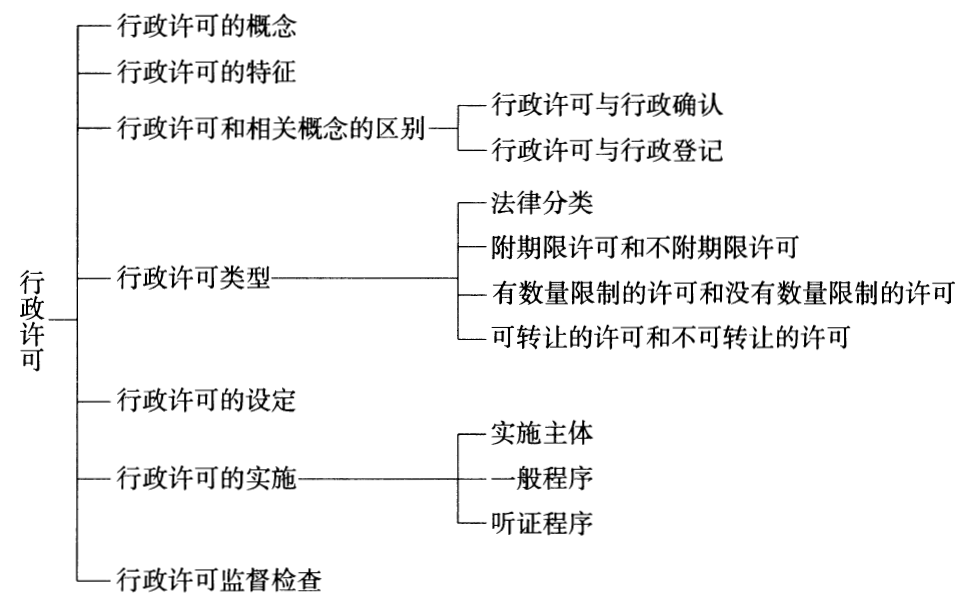 行政许可
行政许可的概念
行政许可的特征
行政许可和相关概念的区别
行政许可与行政确认
行政许可与行政登记
行政许可类型
法律分类
附期限许可和不附期限许可
有数量限制的许可和没有数量限制的许可
可转让的许可和不可转让的许可
行政许可的设定
行政许可的实施
实施主体
一般程序
听证程序
行政许可监督检查